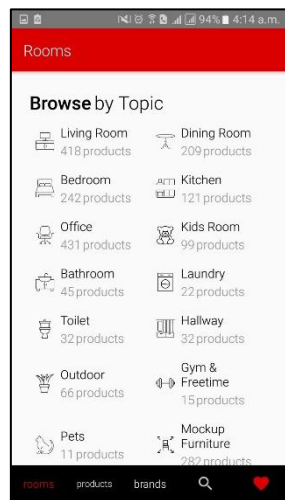 94% 4:14 a.m.
Rooms
Browse by Topic
Living Room
418 products
Dining Room
209 products
Bedroom
242 products
Kitchen
121 products
Office
431 products
Kids Room
99 products
Bathroom
45 products
Laundry
22 products
Toilet
32 products
Hallway
32 products
Outdoor
66 products
Gym &
Freetime
15 products
Pets
11 products
Mockup
Furniture
282 products
rooms products brands